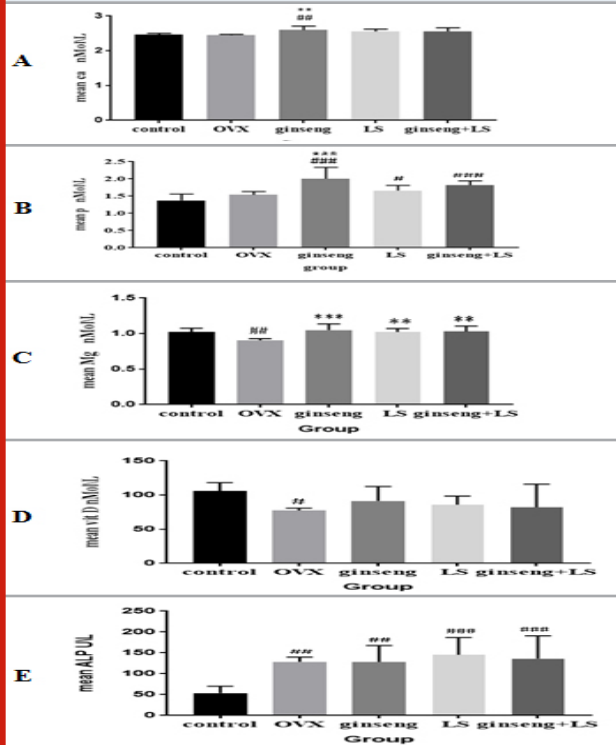 A
mean ca nMol\L
3
2
1
0
**
##
control OVX ginseng LS ginseng+LS
B
mean p nMol\L
2.5
2.0
1.5
1.0
0.5
0.0
***
###
#
###
control OVX ginseng LS ginseng+LS
group
C
mean Mg nMol\L
1.5
1.0
0.5
0.0
##
***
**
**
control OVX ginseng LS ginseng+LS
Group
D
mean vit D nMol\L
150
100
50
0
#
control OVX ginseng LS ginseng+LS
Group
E
mean ALP U\L
250
200
150
100
50
0
##
##
###
###
control OVX ginseng LS ginseng+LS
Group